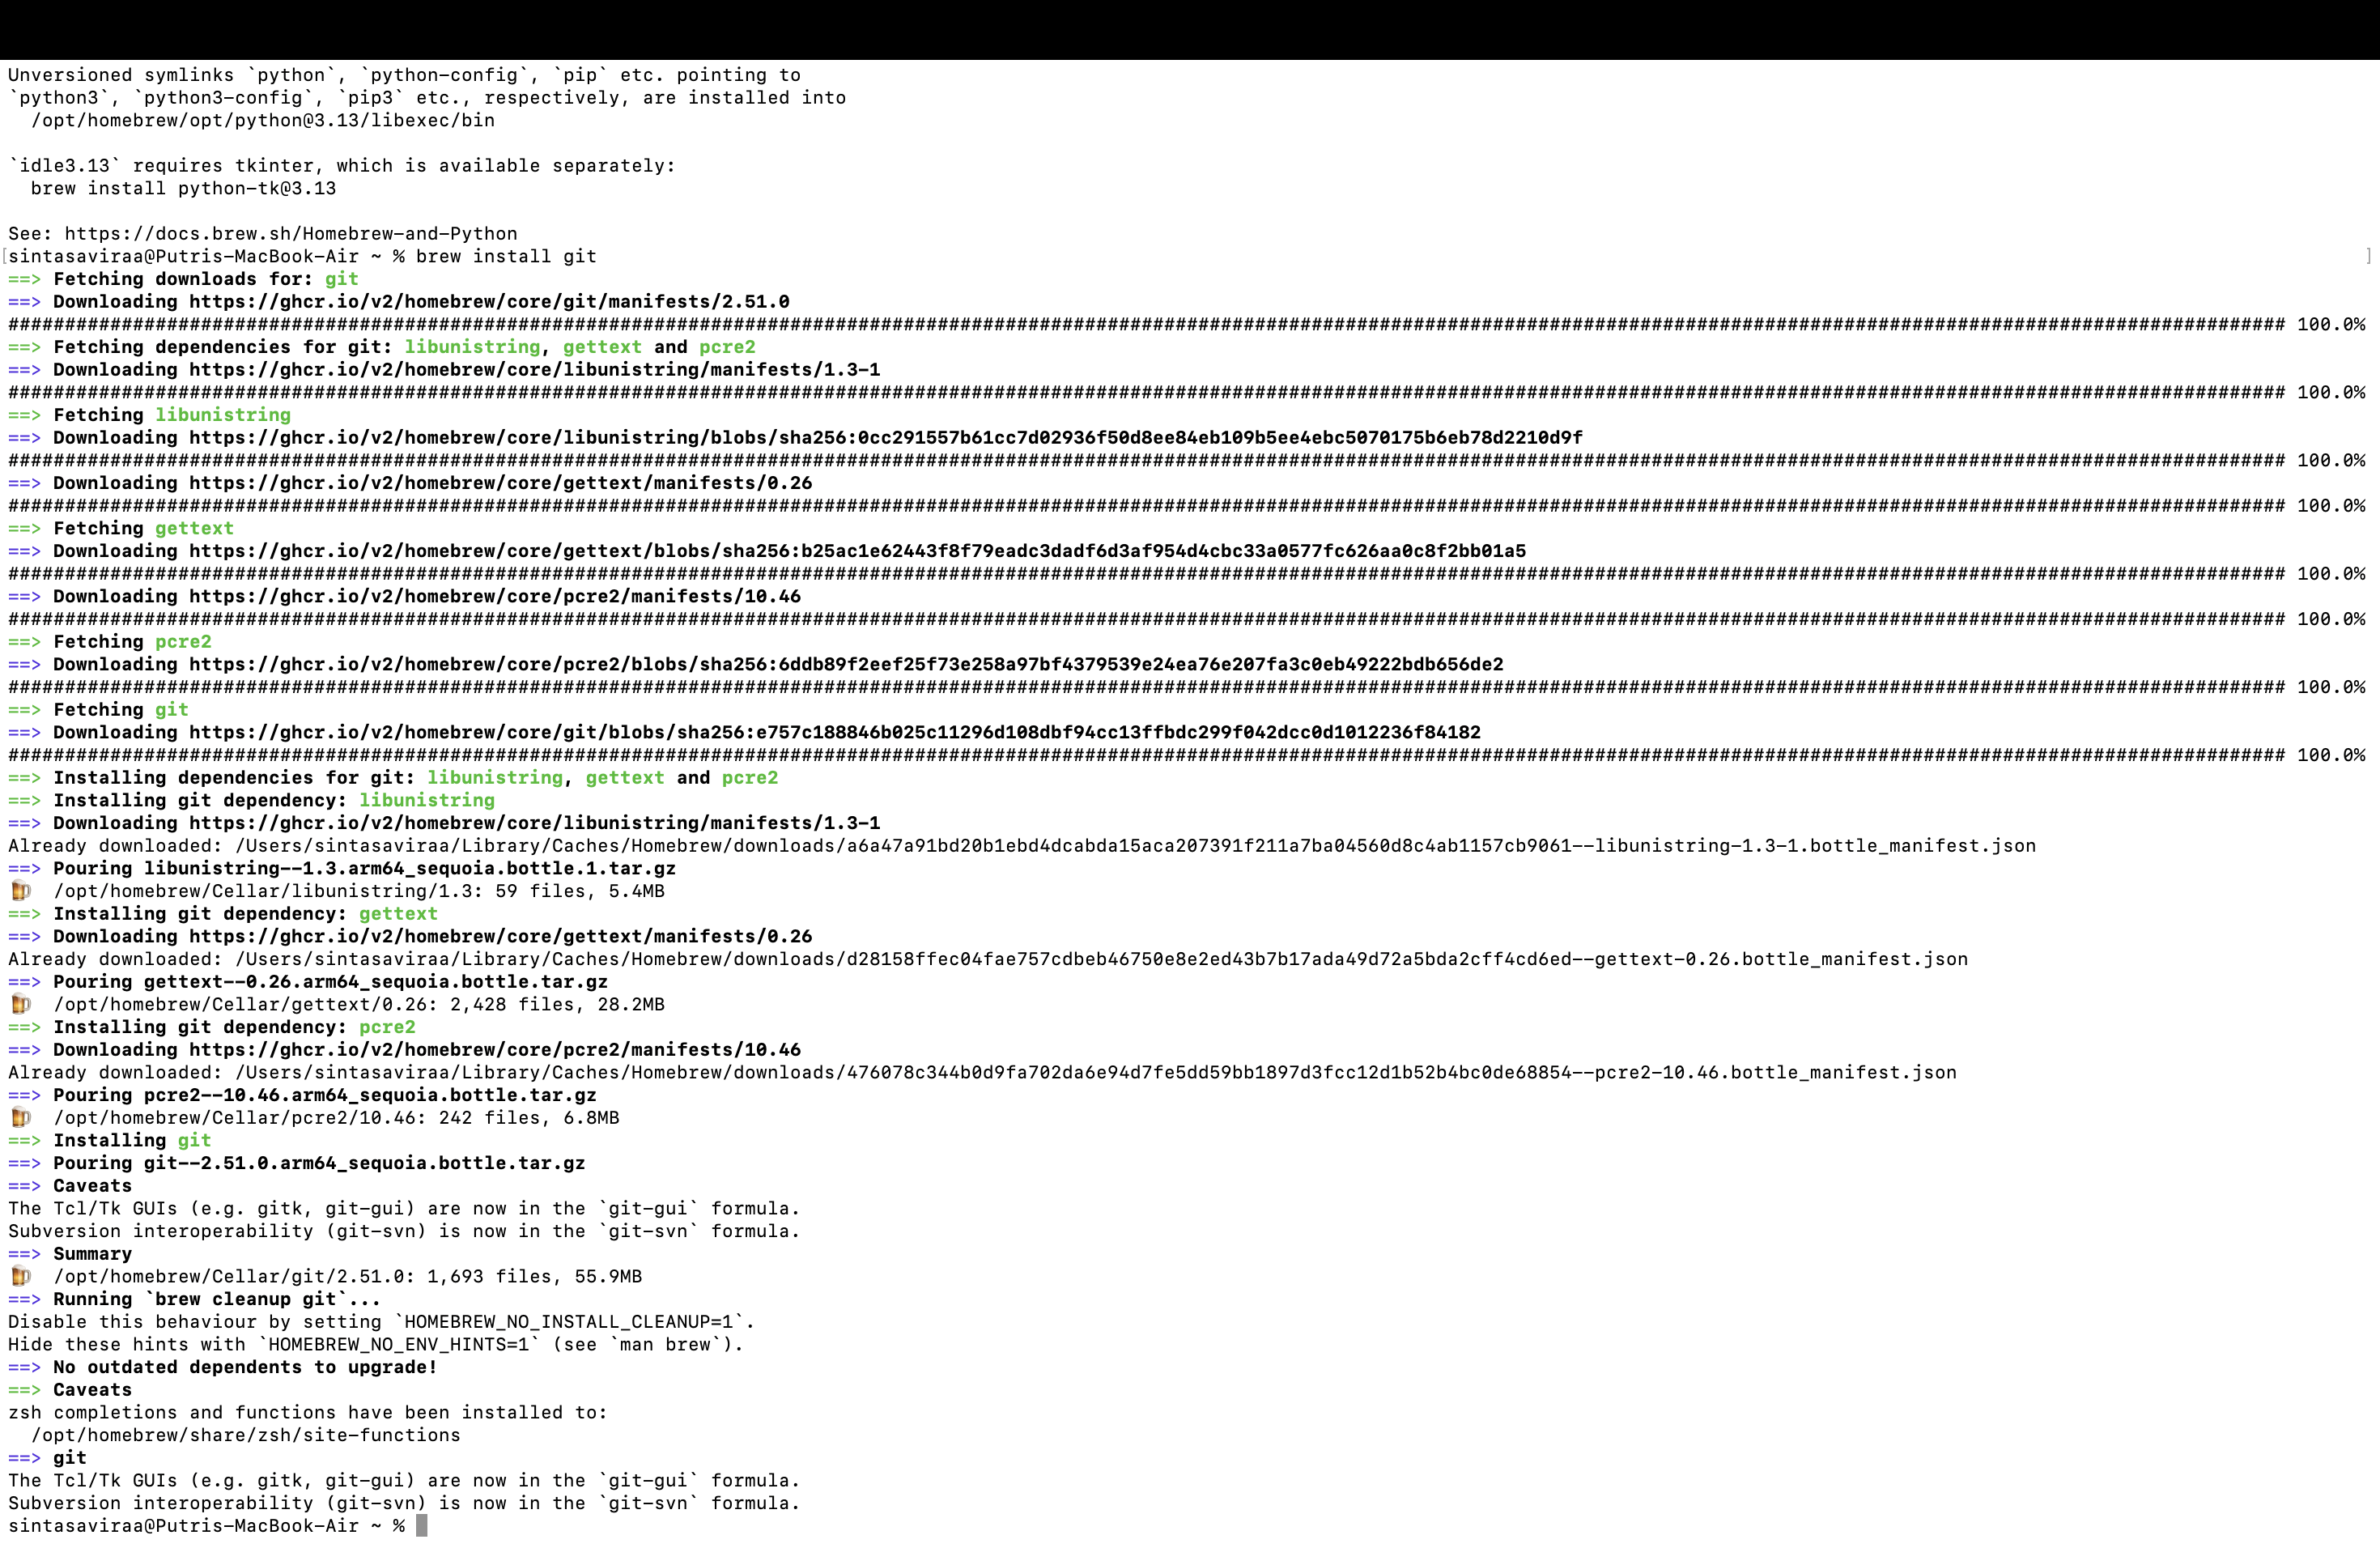 Unversioned symlinks `python`, `python-config`, `pip` etc. pointing to
`python3`, `python3-config`, `pip3` etc., respectively, are installed into
  /opt/homebrew/opt/python@3.13/libexec/bin

`idle3.13` requires tkinter, which is available separately:
  brew install python-tk@3.13

See: https://docs.brew.sh/Homebrew-and-Python
[sintasaviraa@Putris-MacBook-Air ~ % brew install git ]
==> Fetching downloads for: git
==> Downloading https://ghcr.io/v2/homebrew/core/git/manifests/2.51.0
######################################################################## 100.0%
==> Fetching dependencies for git: libunistring, gettext and pcre2
==> Downloading https://ghcr.io/v2/homebrew/core/libunistring/manifests/1.3-1
######################################################################## 100.0%
==> Fetching libunistring
==> Downloading https://ghcr.io/v2/homebrew/core/libunistring/blobs/sha256:0cc291557b61cc7d02936f50d8ee84eb109b5ee4ebc5070175b6eb78d2210d9f
######################################################################## 100.0%
==> Downloading https://ghcr.io/v2/homebrew/core/gettext/manifests/0.26
######################################################################## 100.0%
==> Fetching gettext
==> Downloading https://ghcr.io/v2/homebrew/core/gettext/blobs/sha256:b25ac1e62443f8f79eadc3dadf6d3af954d4cbc33a0577fc626aa0c8f2bb01a5
######################################################################## 100.0%
==> Downloading https://ghcr.io/v2/homebrew/core/pcre2/manifests/10.46
######################################################################## 100.0%
==> Fetching pcre2
==> Downloading https://ghcr.io/v2/homebrew/core/pcre2/blobs/sha256:6ddb89f2eef25f73e258a97bf4379539e24ea76e207fa3c0eb49222bdb656de2
######################################################################## 100.0%
==> Fetching git
==> Downloading https://ghcr.io/v2/homebrew/core/git/blobs/sha256:e757c188846b025c11296d108dbf94cc13ffbdc299f042dcc0d1012236f84182
######################################################################## 100.0%
==> Installing dependencies for git: libunistring, gettext and pcre2
==> Installing git dependency: libunistring
==> Downloading https://ghcr.io/v2/homebrew/core/libunistring/manifests/1.3-1
Already downloaded: /Users/sintasaviraa/Library/Caches/Homebrew/downloads/a6a47a91bd20b1ebd4dcabda15aca207391f211a7ba04560d8c4ab1157cb9061--libunistring-1.3-1.bottle_manifest.json
==> Pouring libunistring--1.3.arm64_sequoia.bottle.1.tar.gz
🍺  /opt/homebrew/Cellar/libunistring/1.3: 59 files, 5.4MB
==> Installing git dependency: gettext
==> Downloading https://ghcr.io/v2/homebrew/core/gettext/manifests/0.26
Already downloaded: /Users/sintasaviraa/Library/Caches/Homebrew/downloads/d28158ffec04fae757cdbeb46750e8e2ed43b7b17ada49d72a5bda2cff4cd6ed--gettext-0.26.bottle_manifest.json
==> Pouring gettext--0.26.arm64_sequoia.bottle.tar.gz
🍺  /opt/homebrew/Cellar/gettext/0.26: 2,428 files, 28.2MB
==> Installing git dependency: pcre2
==> Downloading https://ghcr.io/v2/homebrew/core/pcre2/manifests/10.46
Already downloaded: /Users/sintasaviraa/Library/Caches/Homebrew/downloads/476078c344b0d9fa702da6e94d7fe5dd59bb1897d3fcc12d1b52b4bc0de68854--pcre2-10.46.bottle_manifest.json
==> Pouring pcre2--10.46.arm64_sequoia.bottle.tar.gz
🍺  /opt/homebrew/Cellar/pcre2/10.46: 242 files, 6.8MB
==> Installing git
==> Pouring git--2.51.0.arm64_sequoia.bottle.tar.gz
==> Caveats
The Tcl/Tk GUIs (e.g. gitk, git-gui) are now in the `git-gui` formula.
Subversion interoperability (git-svn) is now in the `git-svn` formula.
==> Summary
🍺  /opt/homebrew/Cellar/git/2.51.0: 1,693 files, 55.9MB
==> Running `brew cleanup git`...
Disable this behaviour by setting `HOMEBREW_NO_INSTALL_CLEANUP=1`.
Hide these hints with `HOMEBREW_NO_ENV_HINTS=1` (see `man brew`).
==> No outdated dependents to upgrade!
==> Caveats
zsh completions and functions have been installed to:
  /opt/homebrew/share/zsh/site-functions
==> git
The Tcl/Tk GUIs (e.g. gitk, git-gui) are now in the `git-gui` formula.
Subversion interoperability (git-svn) is now in the `git-svn` formula.
sintasaviraa@Putris-MacBook-Air ~ %